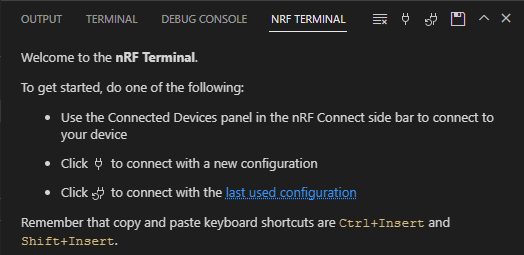 OUTPUT TERMINAL DEBUG CONSOLE NRF TERMINAL
Welcome to the nRF Terminal.
To get started, do one of the following:
• Use the Connected Devices panel in the nRF Connect side bar to connect to
your device
• Click to connect with a new configuration
• Click to connect with the last used configuration
Remember that copy and paste keyboard shortcuts are Ctrl+Insert and
Shift+Insert.